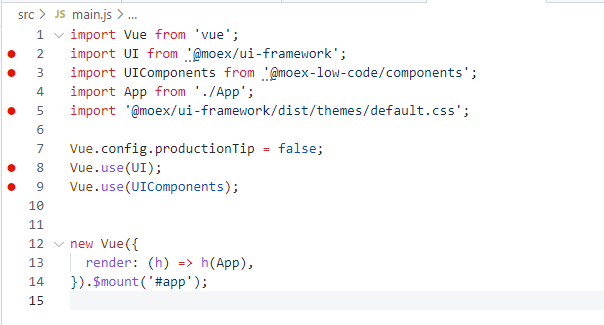 src > JS main.js > ...
1 import Vue from 'vue';
2 import UI from '@moex/ui-framework';
3 import UIComponents from '@moex-low-code/components';
4 import App from './App';
5 import '@moex/ui-framework/dist/themes/default.css';
6
7 Vue.config.productionTip = false;
8 Vue.use(UI);
9 Vue.use(UIComponents);
10
11
12 new Vue({
13   render: (h) => h(App),
14 }).$mount('#app');
15